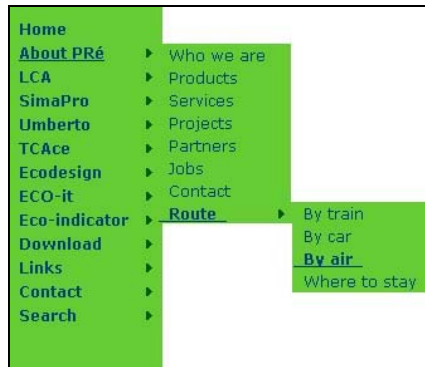 Home
About PRé
LCA
SimaPro
Umberto
TCAce
Ecodesign
ECO-it
Eco-indicator
Download
Links
Contact
Search
Who we are
Products
Services
Projects
Partners
Jobs
Contact
Route
By train
By car
By air
Where to stay